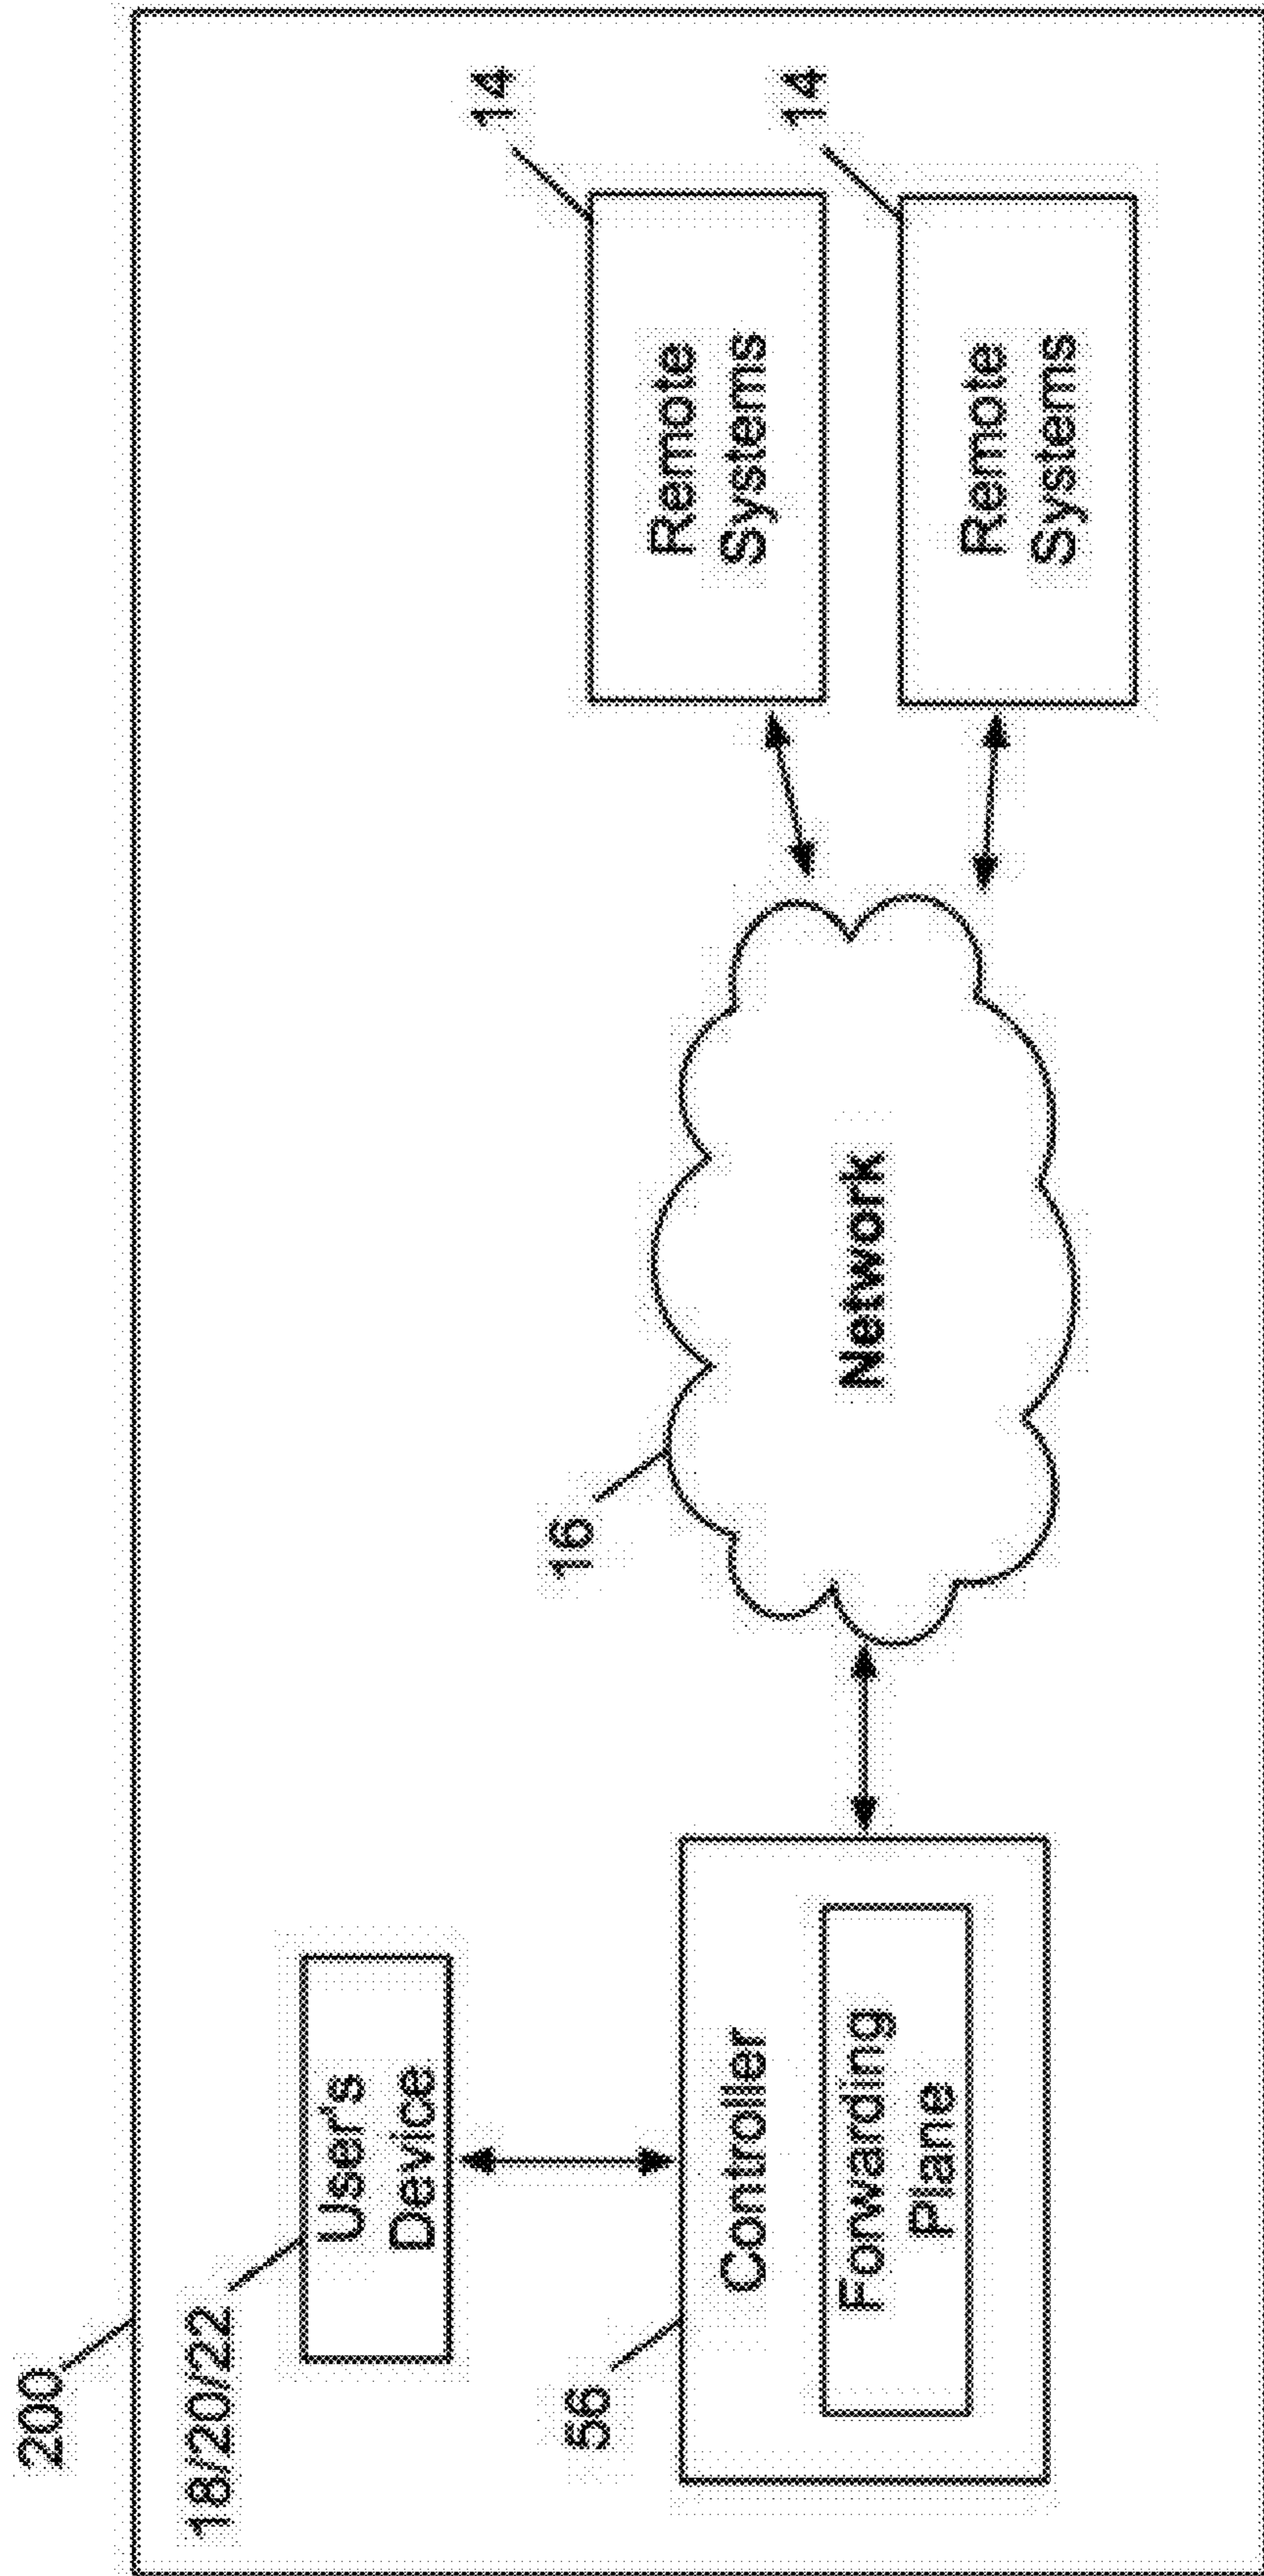 200
18/20/22
User's
Device
56
Controller
Forwarding
Plane
16
Network
14
Remote
Systems
14
Remote
Systems